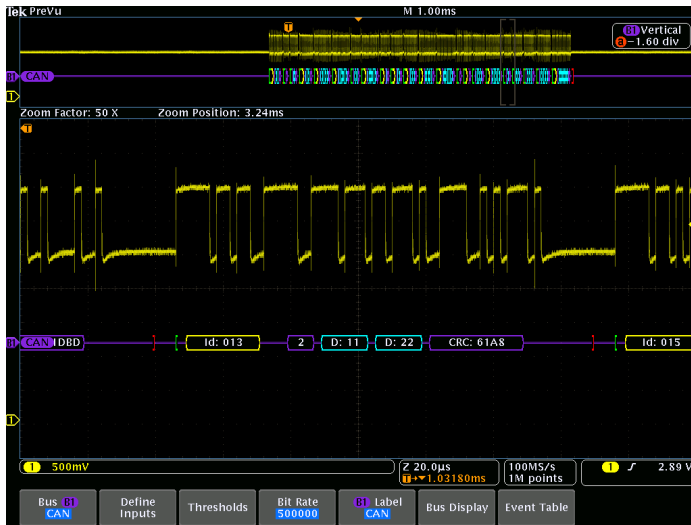 Tek PreVu M 1.00ms
T
B1 Vertical
a −1.60 div
B1 CAN
1
Zoom Factor: 50 X Zoom Position: 3.24ms
T
B1 CAN IDBD Id: 013 2 D: 11 D: 22 CRC: 61A8 Id: 015
1
1 500mV
Z 20.0µs
T→▼1.03180ms
100MS/s
1M points
1 2.89 V
Bus B1
CAN
Define
Inputs
Thresholds
Bit Rate
500000
B1 Label
CAN
Bus Display
Event Table